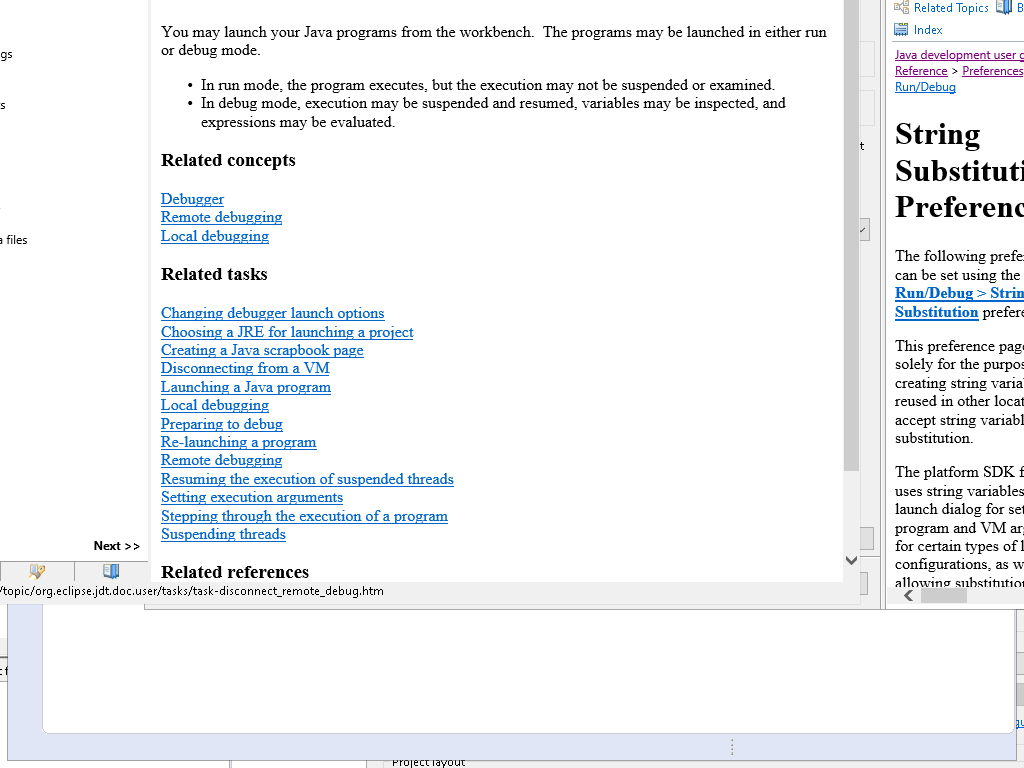 gs
s
a files
Next >>
You may launch your Java programs from the workbench. The programs may be launched in either run
or debug mode.
• In run mode, the program executes, but the execution may not be suspended or examined.
• In debug mode, execution may be suspended and resumed, variables may be inspected, and
expressions may be evaluated.
Related concepts
Debugger
Remote debugging
Local debugging
Related tasks
Changing debugger launch options
Choosing a JRE for launching a project
Creating a Java scrapbook page
Disconnecting from a VM
Launching a Java program
Local debugging
Preparing to debug
Re-launching a program
Remote debugging
Resuming the execution of suspended threads
Setting execution arguments
Stepping through the execution of a program
Suspending threads
Related references
/topic/org.eclipse.jdt.doc.user/tasks/task-disconnect_remote_debug.htm
t
Related Topics B
Index
Java development user g
Reference > Preferences
Run/Debug
String
Substituti
Preferenc
The following prefe
can be set using the
Run/Debug > Strin
Substitution prefere
This preference page
solely for the purpos
creating string varia
reused in other locat
accept string variabl
substitution.
The platform SDK f
uses string variables
launch dialog for set
program and VM arg
for certain types of l
configurations, as w
allowing substitution
Project layout